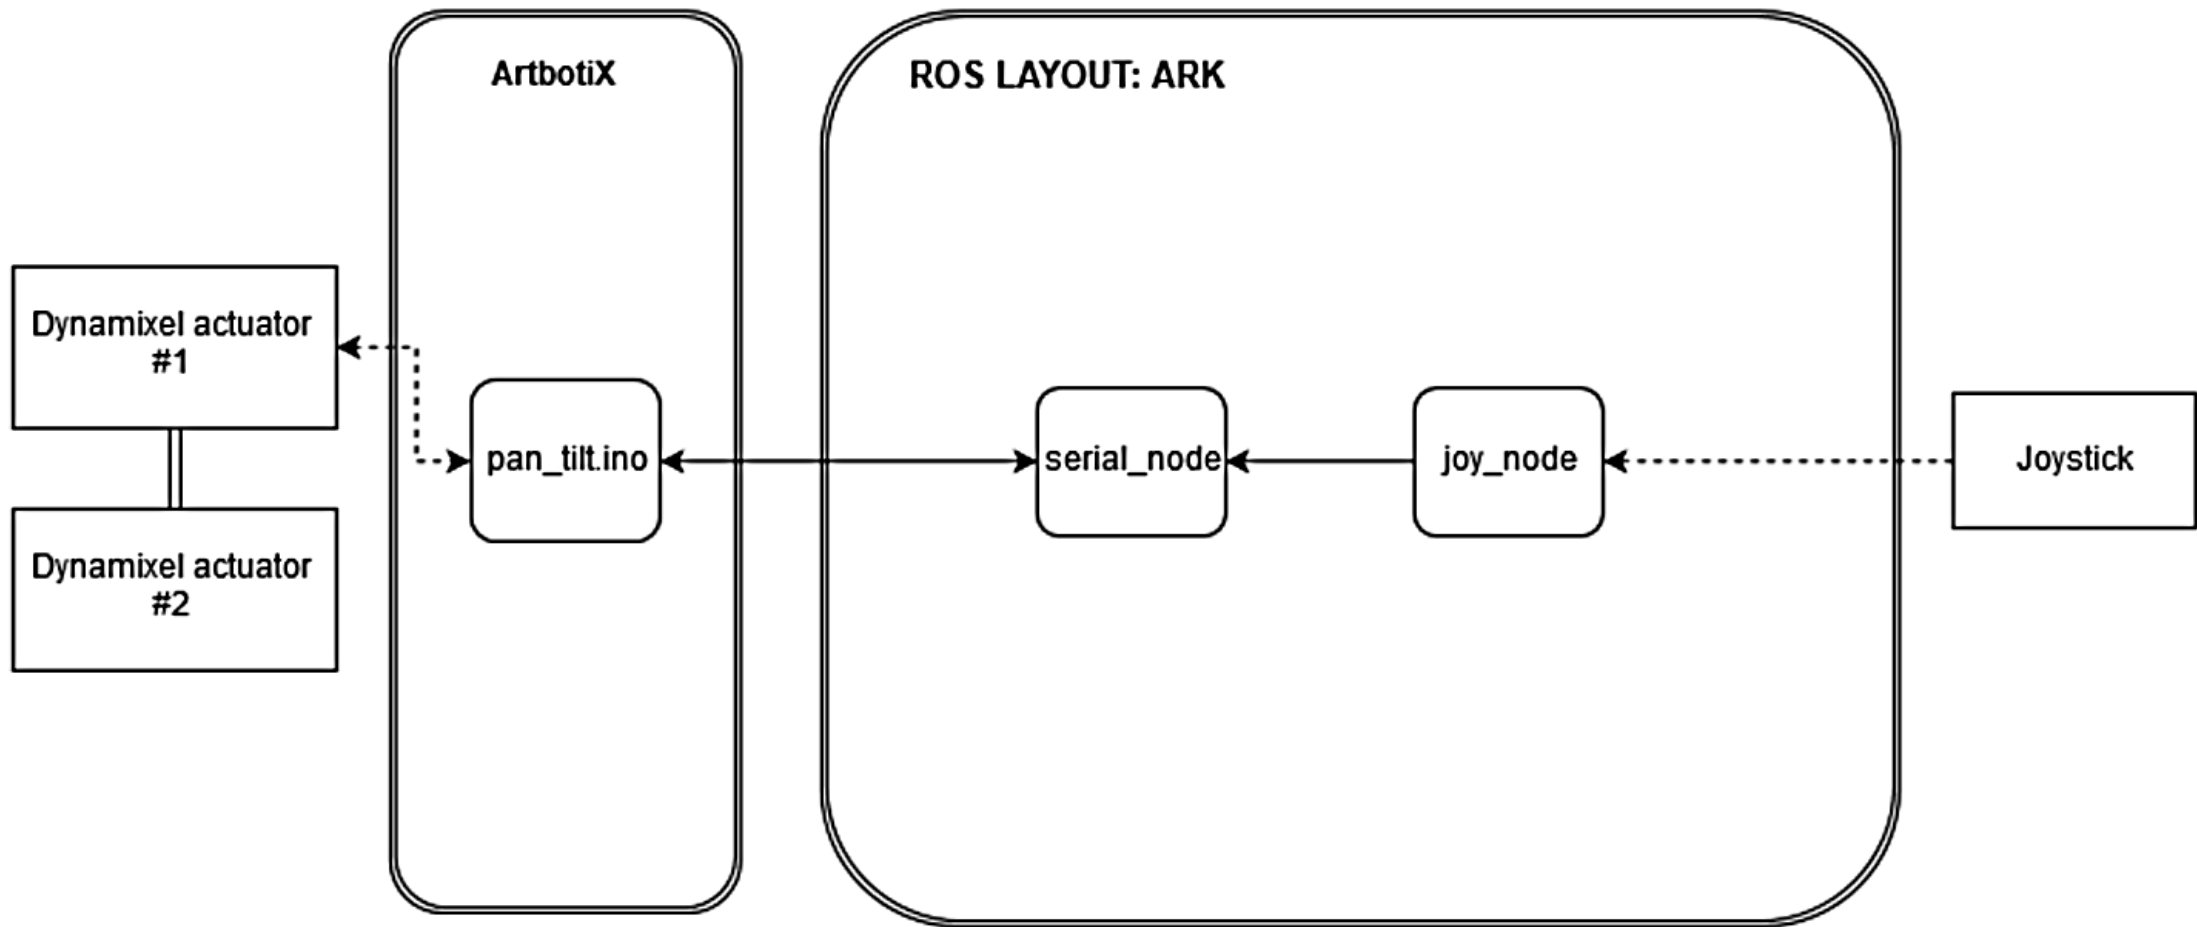 ArtbotiX
ROS LAYOUT: ARK
Dynamixel actuator
#1
Dynamixel actuator
#2
pan_tilt.ino
serial_node
joy_node
Joystick